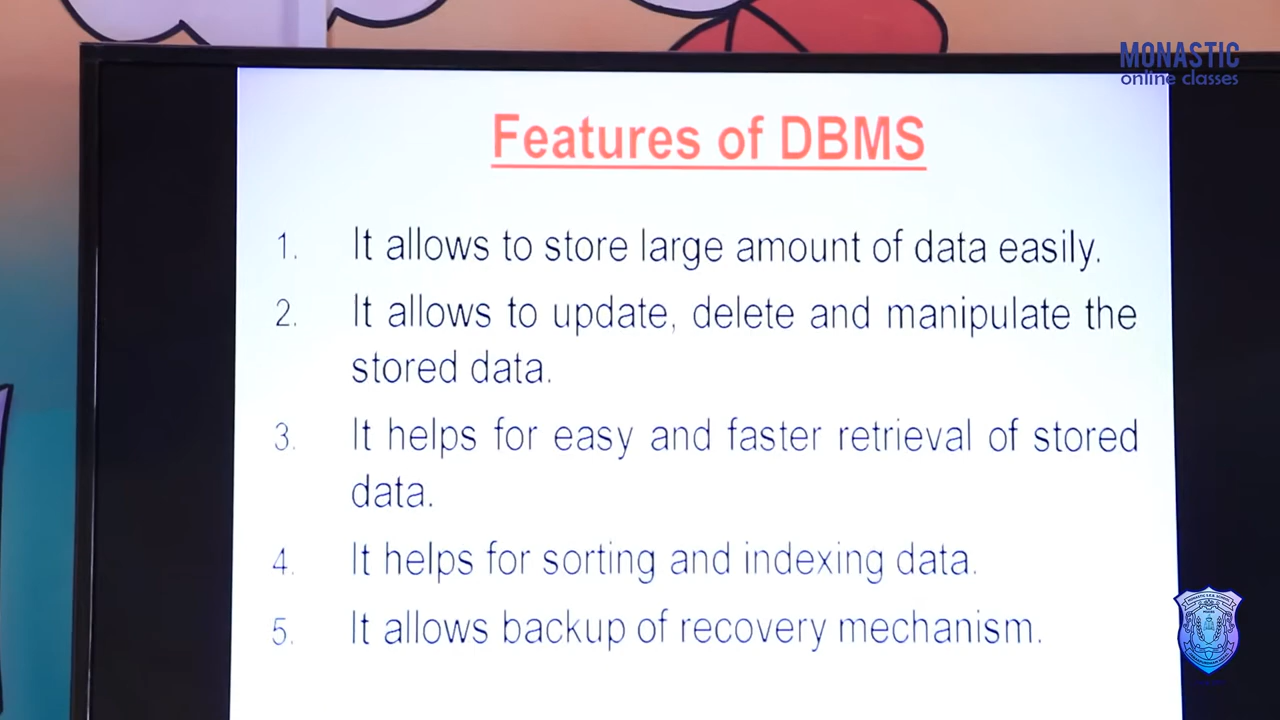 MONASTIC
online classes
Features of DBMS
1. It allows to store large amount of data easily.
2. It allows to update, delete and manipulate the
stored data.
3. It helps for easy and faster retrieval of stored
data.
4. It helps for sorting and indexing data.
5. It allows backup of recovery mechanism.